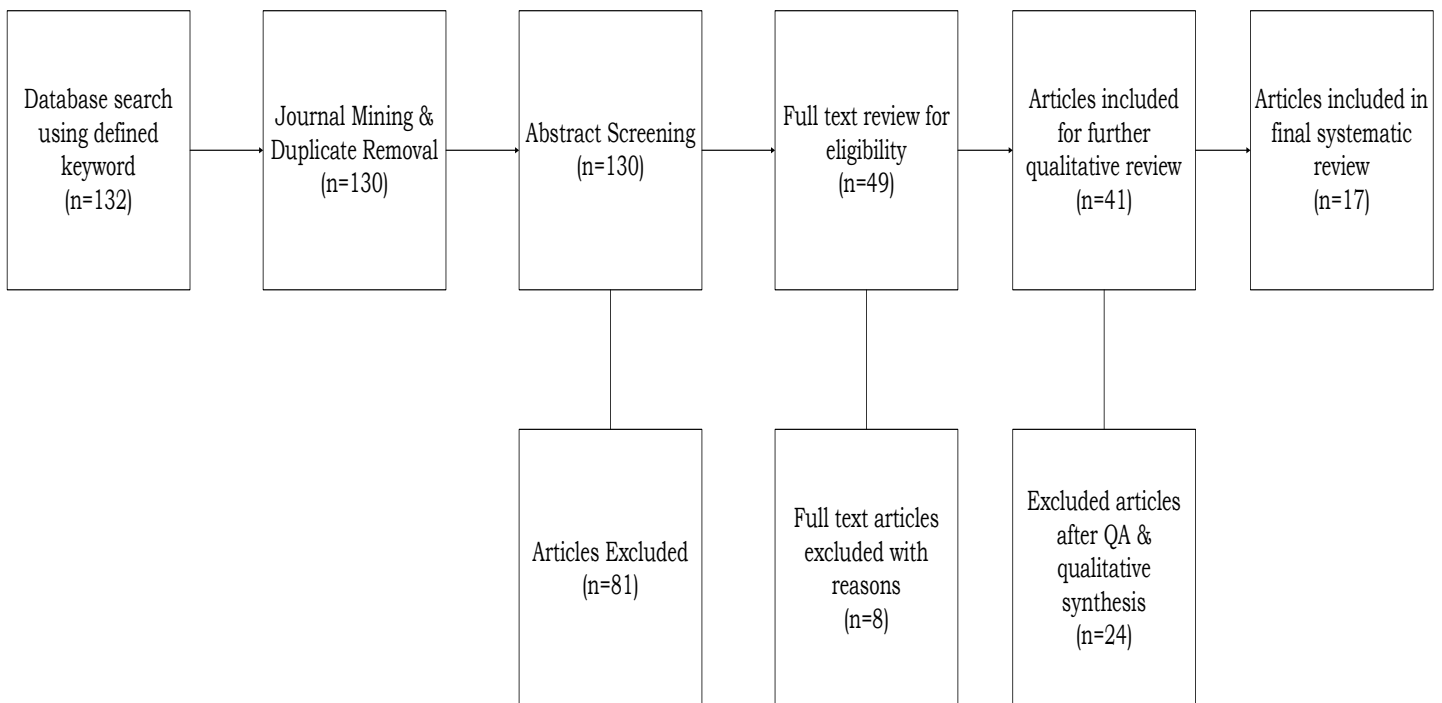 Database search
using defined
keyword
(n=132)
Journal Mining &
Duplicate Removal
(n=130)
Abstract Screening
(n=130)
Full text review for
eligibility
(n=49)
Articles included
for further
qualitative review
(n=41)
Articles included in
final systematic
review
(n=17)
Articles Excluded
(n=81)
Full text articles
excluded with
reasons
(n=8)
Excluded articles
after QA &
qualitative
synthesis
(n=24)